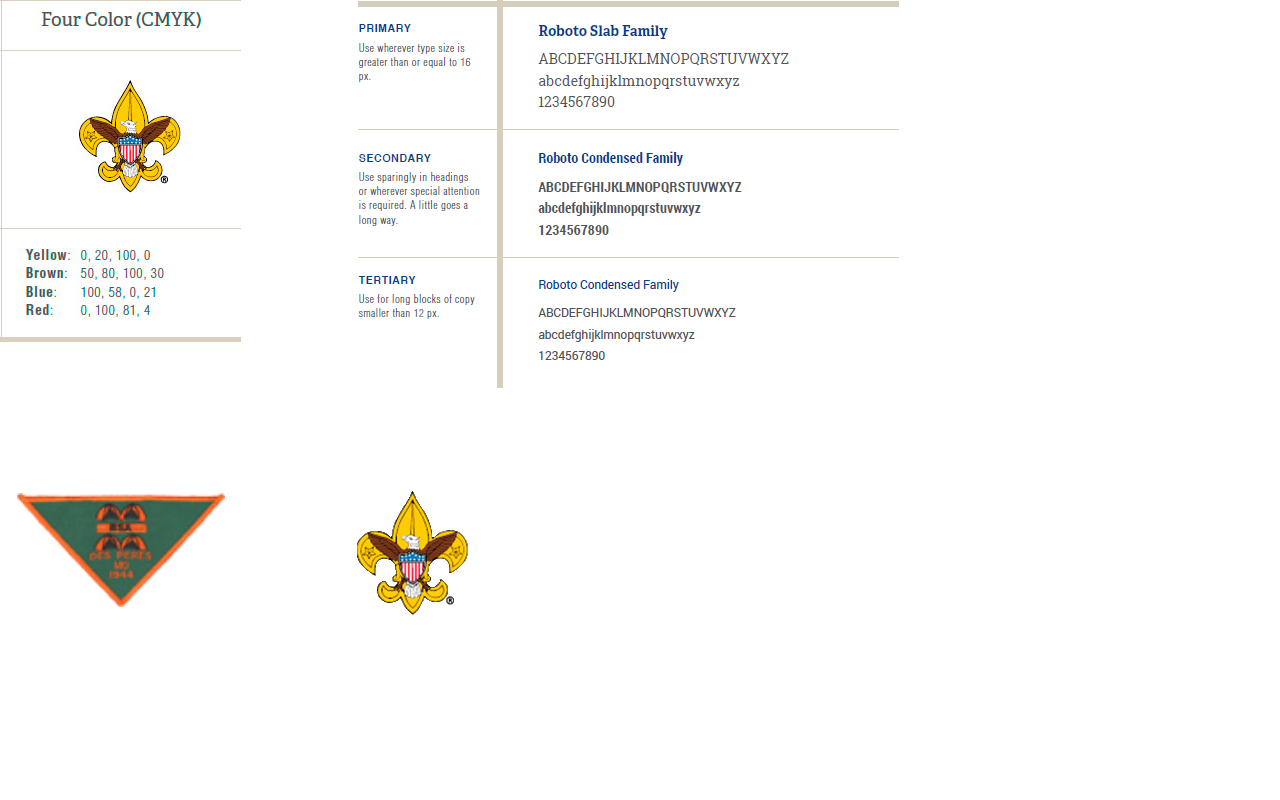 Four Color (CMYK)
®
Yellow: 0, 20, 100, 0
Brown: 50, 80, 100, 30
Blue: 100, 58, 0, 21
Red: 0, 100, 81, 4
PRIMARY
Use wherever type size is
greater than or equal to 16
px.
Roboto Slab Family
ABCDEFGHIJKLMNOPQRSTUVWXYZ
abcdefghijklmnopqrstuvwxyz
1234567890
SECONDARY
Use sparingly in headings
or wherever special attention
is required. A little goes a
long way.
Roboto Condensed Family
ABCDEFGHIJKLMNOPQRSTUVWXYZ
abcdefghijklmnopqrstuvwxyz
1234567890
TERTIARY
Use for long blocks of copy
smaller than 12 px.
Roboto Condensed Family
ABCDEFGHIJKLMNOPQRSTUVWXYZ
abcdefghijklmnopqrstuvwxyz
1234567890
BSA
DES PERES
MO
1944
®